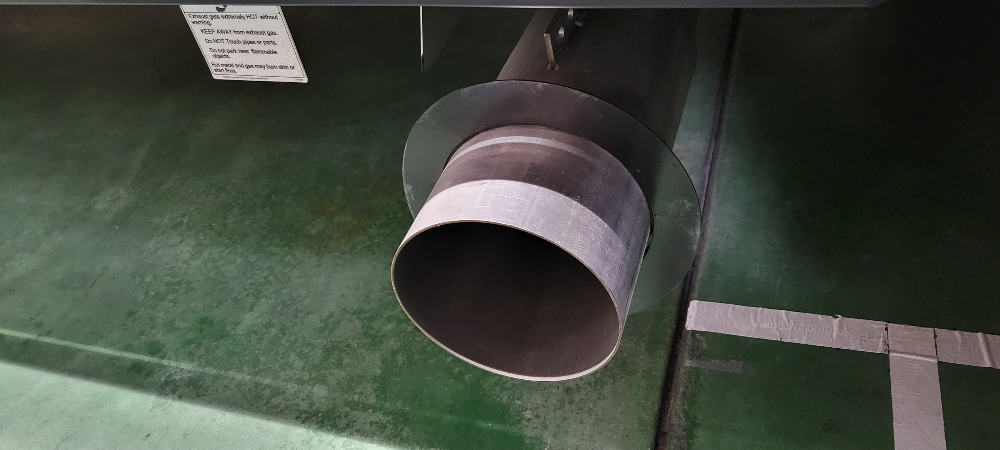 Exhaust gets extremely HOT without
warning.
KEEP AWAY from exhaust gas.
Do NOT Touch pipes or parts.
Do not park near flammable
objects.
Hot metal and gas may burn skin or
start fires.